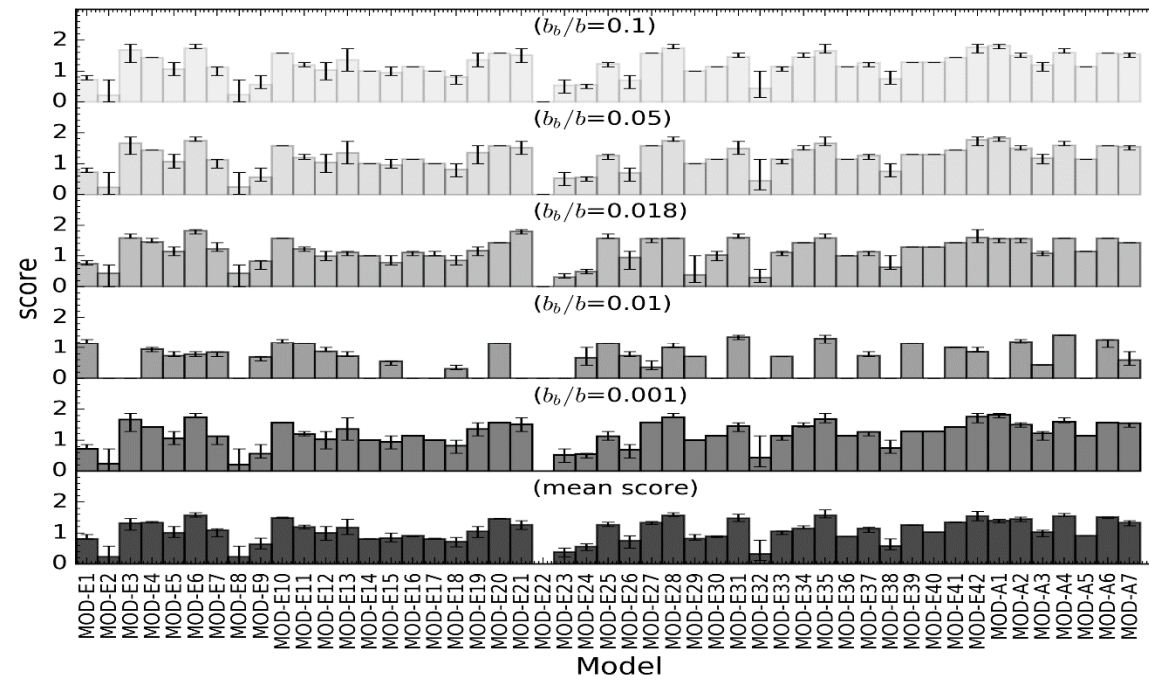 (b_b/b=0.1)
2
1
0
(b_b/b=0.05)
2
1
0
(b_b/b=0.018)
2
1
0
(b_b/b=0.01)
2
1
0
(b_b/b=0.001)
2
1
0
(mean score)
2
1
0
score
MOD-E1
MOD-E2
MOD-E3
MOD-E4
MOD-E5
MOD-E6
MOD-E7
MOD-E8
MOD-E9
MOD-E10
MOD-E11
MOD-E12
MOD-E13
MOD-E14
MOD-E15
MOD-E16
MOD-E17
MOD-E18
MOD-E19
MOD-E20
MOD-E21
MOD-E22
MOD-E23
MOD-E24
MOD-E25
MOD-E26
MOD-E27
MOD-E28
MOD-E29
MOD-E30
MOD-E31
MOD-E32
MOD-E33
MOD-E34
MOD-E35
MOD-E36
MOD-E37
MOD-E38
MOD-E39
MOD-E40
MOD-E41
MOD-E42
MOD-A1
MOD-A2
MOD-A3
MOD-A4
MOD-A5
MOD-A6
MOD-A7
Model